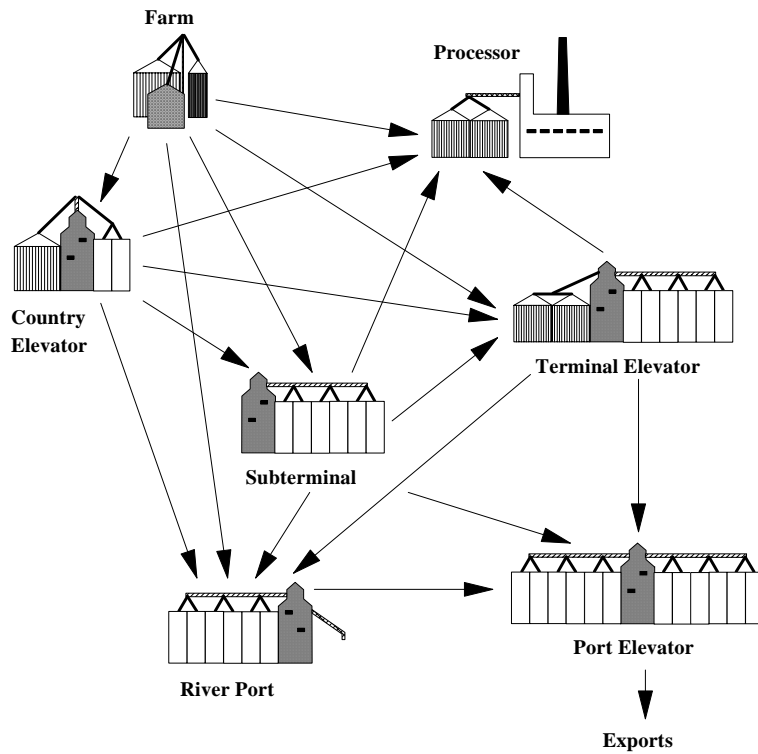 Farm
Processor
Country
Elevator
Terminal Elevator
Subterminal
Port Elevator
River Port
Exports